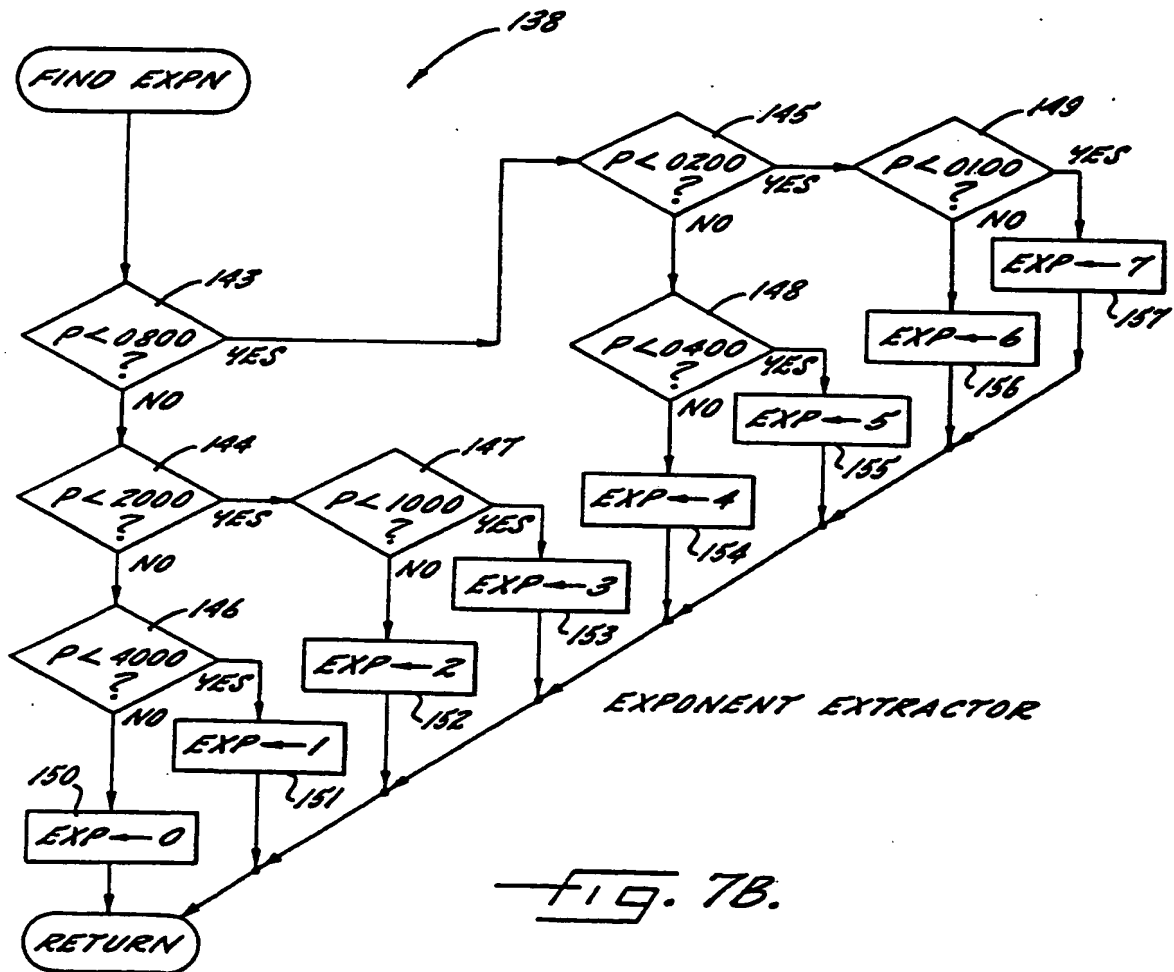 138
FIND EXPN
145
P < 0200
?
YES
NO
149
P < 0100
?
YES
NO
EXP ← 7
157
143
P < 0800
?
YES
NO
148
P < 0400
?
YES
NO
EXP ← 6
156
EXP ← 5
155
144
P < 2000
?
YES
NO
147
P < 1000
?
YES
NO
EXP ← 4
154
EXP ← 3
153
146
P < 4000
?
YES
NO
EXP ← 2
152
EXPONENT EXTRACTOR
EXP ← 1
151
150
EXP ← 0
RETURN
Fig. 7B.